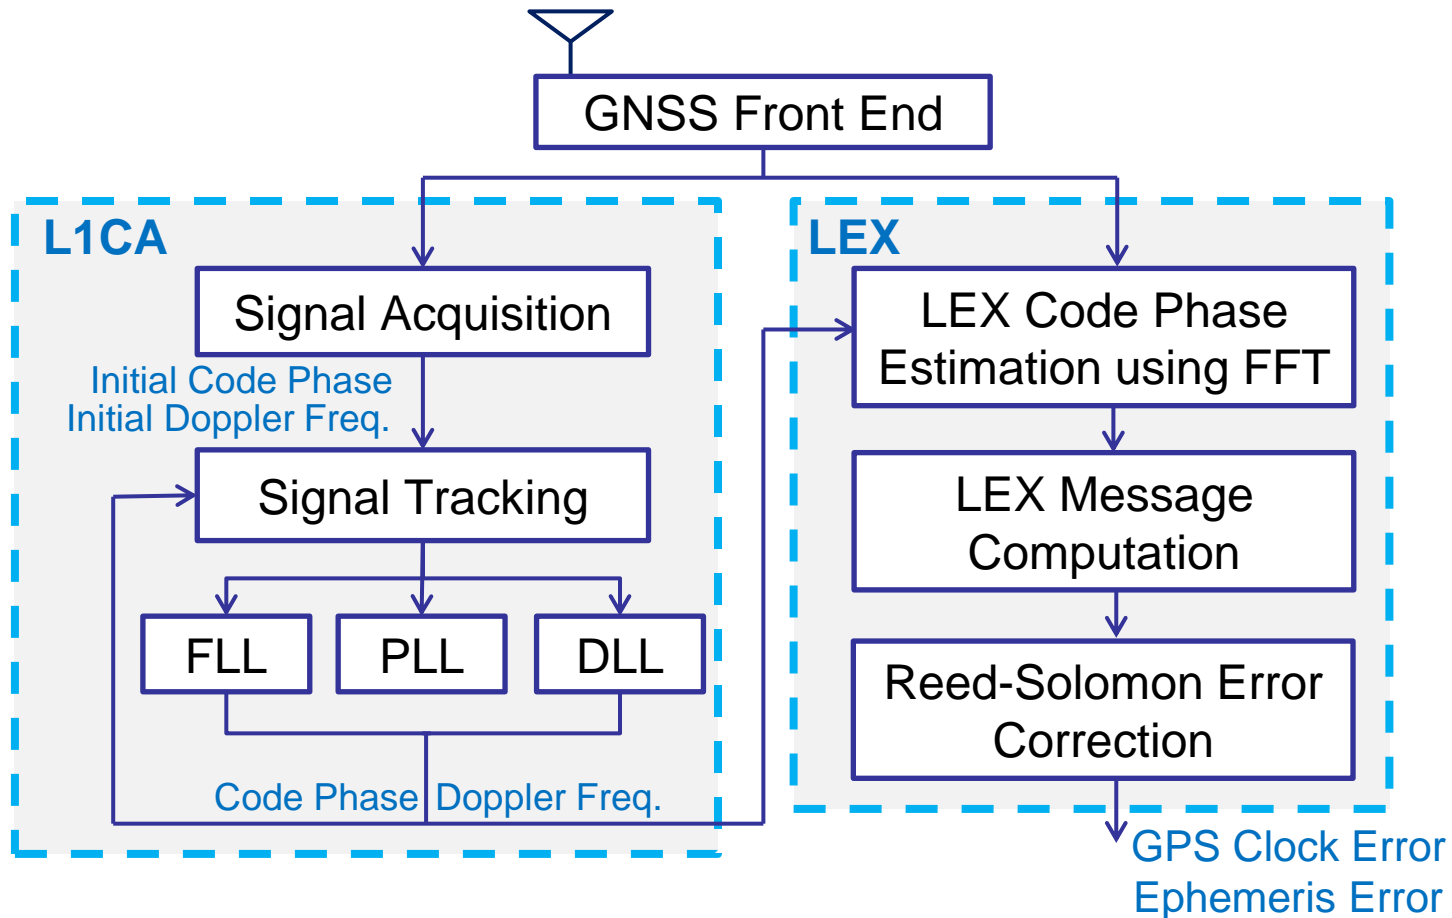 GNSS Front End
L1CA
Signal Acquisition
Initial Code Phase
Initial Doppler Freq.
Signal Tracking
FLL
PLL
DLL
Code Phase
Doppler Freq.
LEX
LEX Code Phase
Estimation using FFT
LEX Message
Computation
Reed-Solomon Error
Correction
GPS Clock Error
Ephemeris Error